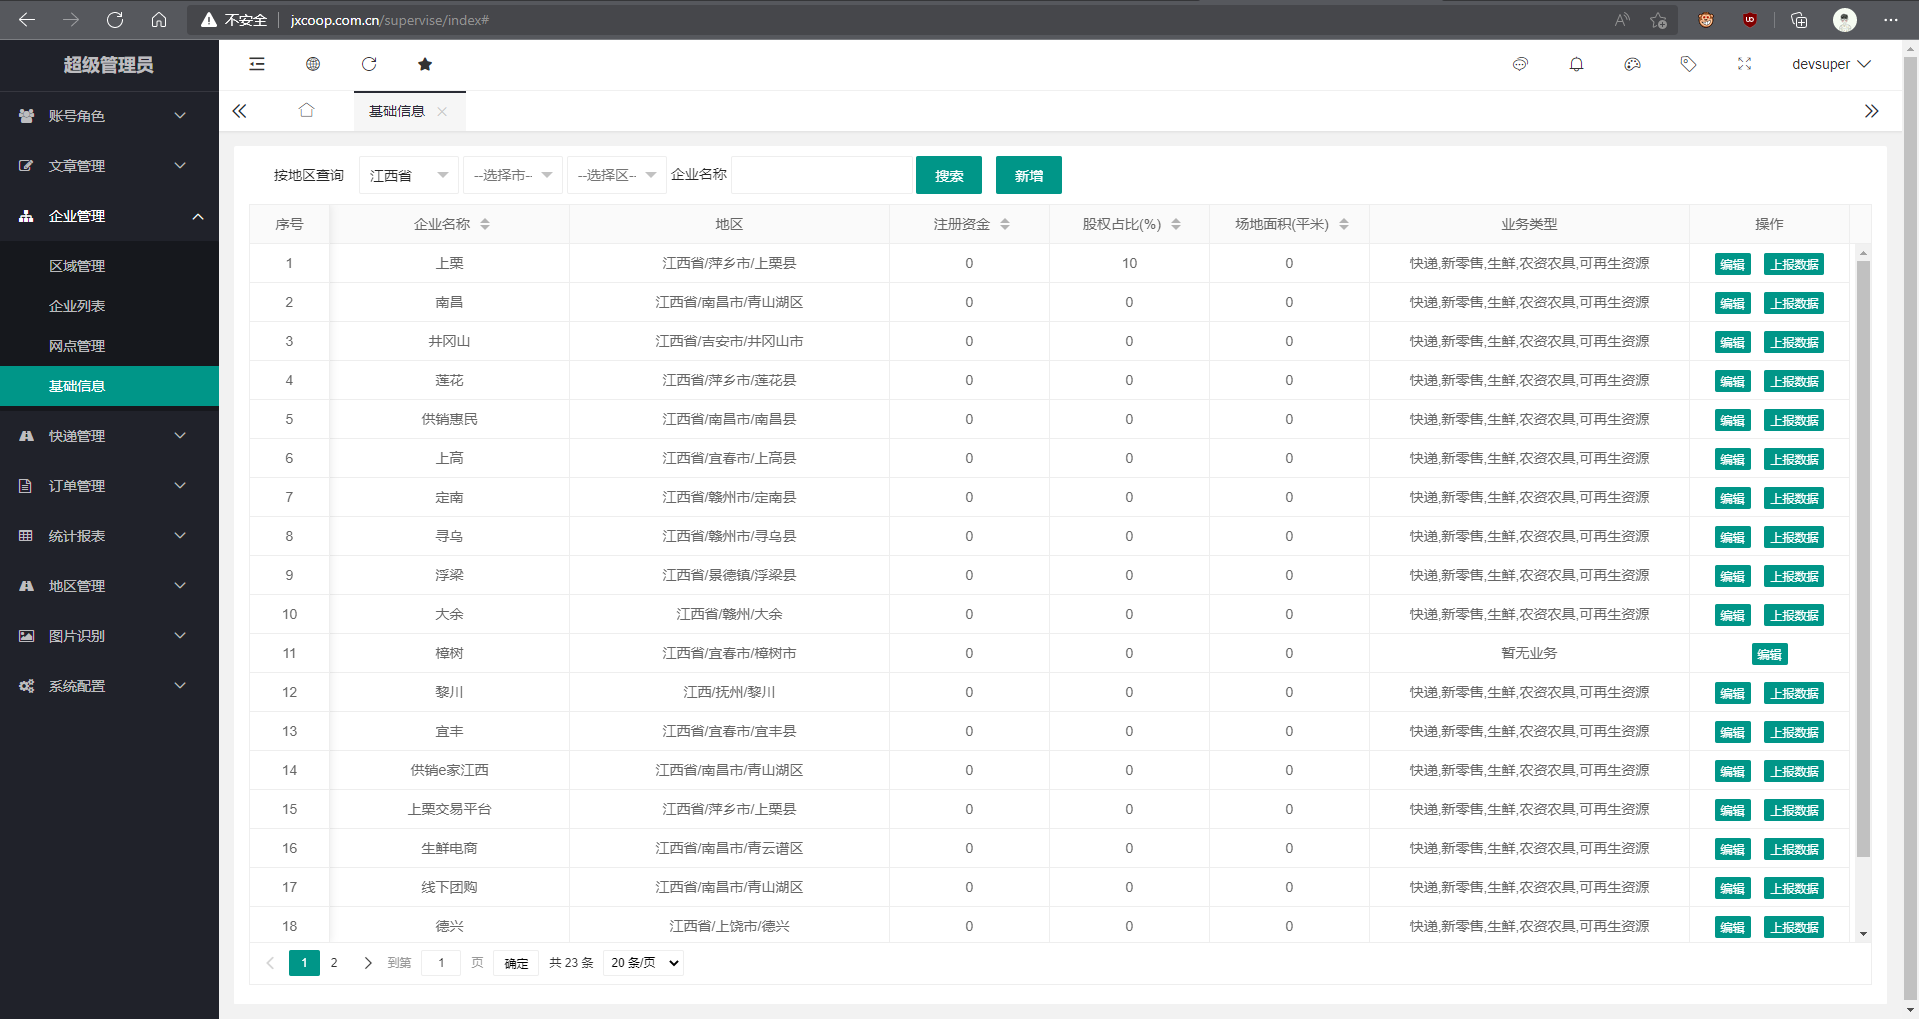 不安全 jxcoop.com.cn/supervise/index#
超级管理员
devsuper
账号角色
文章管理
企业管理
区域管理
企业列表
网点管理
基础信息
快递管理
订单管理
统计报表
地区管理
图片识别
系统配置
基础信息
按地区查询 江西省 --选择市-- --选择区-- 企业名称 搜索 新增
序号 企业名称 地区 注册资金 股权占比(%) 场地面积(平米) 业务类型 操作
1 上栗 江西省/萍乡市/上栗县 0 10 0 快递,新零售,生鲜,农资农具,可再生资源 编辑 上报数据
2 南昌 江西省/南昌市/青山湖区 0 0 0 快递,新零售,生鲜,农资农具,可再生资源 编辑 上报数据
3 井冈山 江西省/吉安市/井冈山市 0 0 0 快递,新零售,生鲜,农资农具,可再生资源 编辑 上报数据
4 莲花 江西省/萍乡市/莲花县 0 0 0 快递,新零售,生鲜,农资农具,可再生资源 编辑 上报数据
5 供销惠民 江西省/南昌市/南昌县 0 0 0 快递,新零售,生鲜,农资农具,可再生资源 编辑 上报数据
6 上高 江西省/宜春市/上高县 0 0 0 快递,新零售,生鲜,农资农具,可再生资源 编辑 上报数据
7 定南 江西省/赣州市/定南县 0 0 0 快递,新零售,生鲜,农资农具,可再生资源 编辑 上报数据
8 寻乌 江西省/赣州市/寻乌县 0 0 0 快递,新零售,生鲜,农资农具,可再生资源 编辑 上报数据
9 浮梁 江西省/景德镇/浮梁县 0 0 0 快递,新零售,生鲜,农资农具,可再生资源 编辑 上报数据
10 大余 江西省/赣州/大余 0 0 0 快递,新零售,生鲜,农资农具,可再生资源 编辑 上报数据
11 樟树 江西省/宜春市/樟树市 0 0 0 暂无业务 编辑
12 黎川 江西/抚州/黎川 0 0 0 快递,新零售,生鲜,农资农具,可再生资源 编辑 上报数据
13 宜丰 江西省/宜春市/宜丰县 0 0 0 快递,新零售,生鲜,农资农具,可再生资源 编辑 上报数据
14 供销e家江西 江西省/南昌市/青山湖区 0 0 0 快递,新零售,生鲜,农资农具,可再生资源 编辑 上报数据
15 上栗交易平台 江西省/萍乡市/上栗县 0 0 0 快递,新零售,生鲜,农资农具,可再生资源 编辑 上报数据
16 生鲜电商 江西省/南昌市/青云谱区 0 0 0 快递,新零售,生鲜,农资农具,可再生资源 编辑 上报数据
17 线下团购 江西省/南昌市/青山湖区 0 0 0 快递,新零售,生鲜,农资农具,可再生资源 编辑 上报数据
18 德兴 江西省/上饶市/德兴 0 0 0 快递,新零售,生鲜,农资农具,可再生资源 编辑 上报数据
1 2 到第 1 页 确定 共 23 条 20 条/页